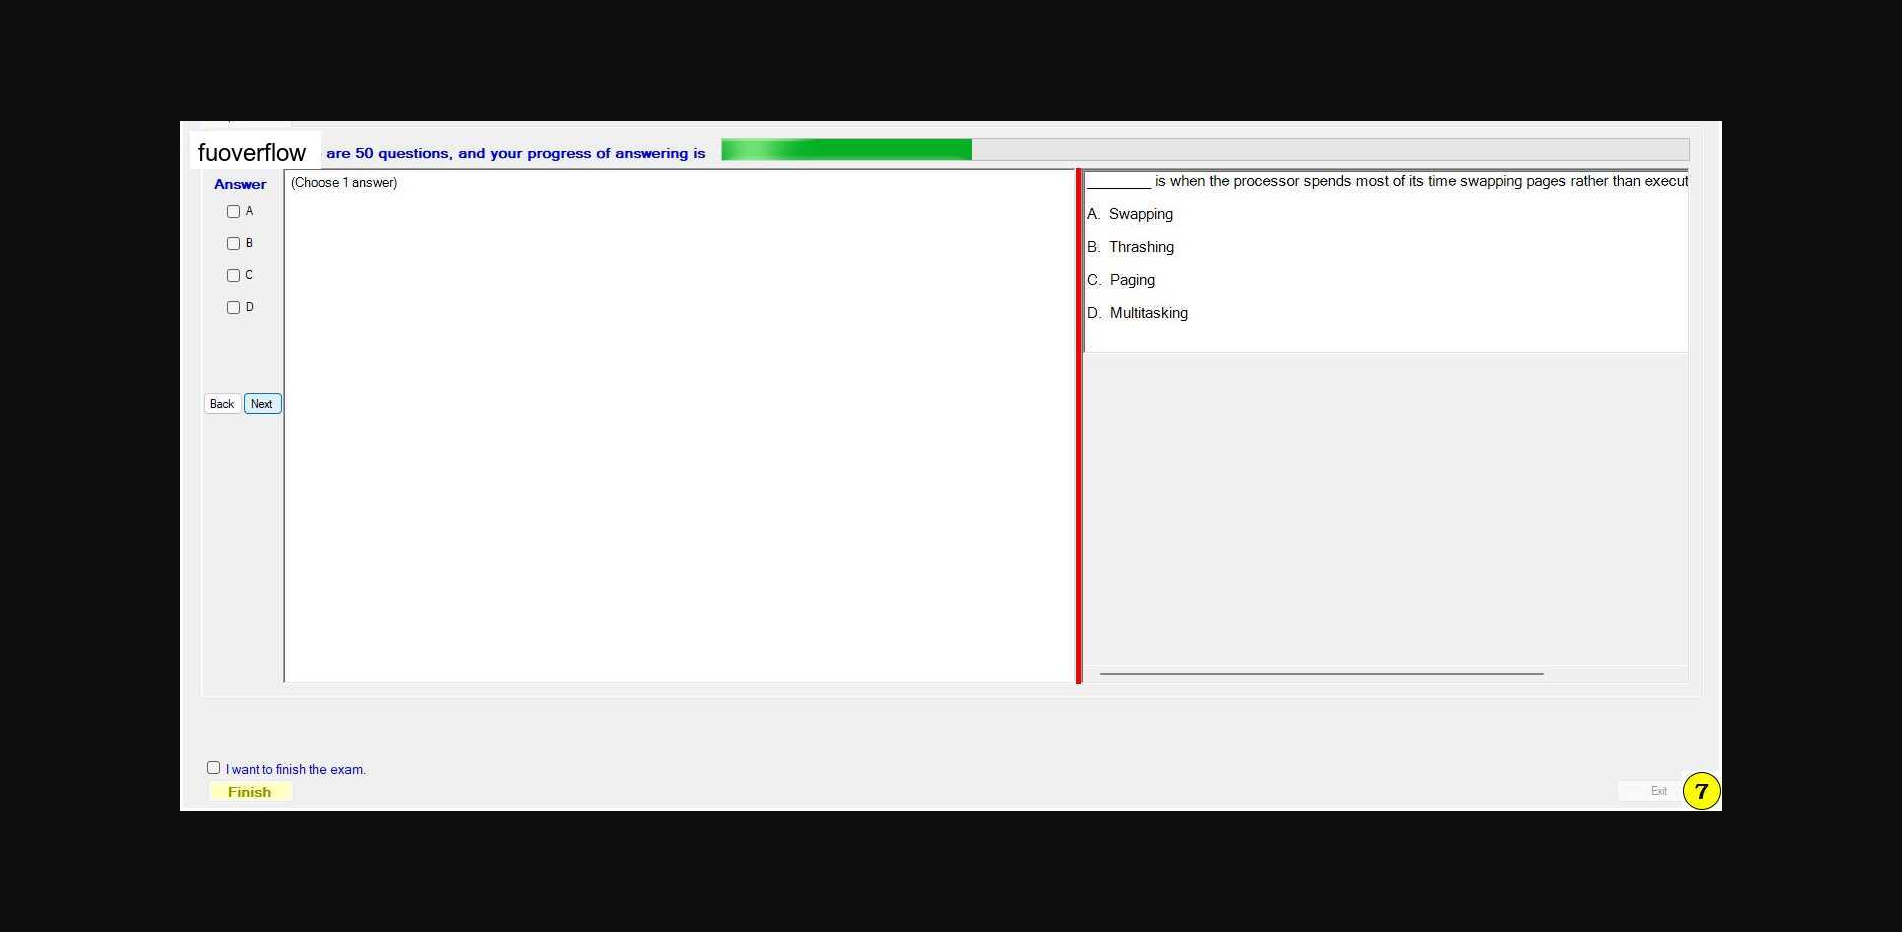 fuoverflow are 50 questions, and your progress of answering is
Answer
A
B
C
D
Back Next
(Choose 1 answer)
________ is when the processor spends most of its time swapping pages rather than execut
A. Swapping
B. Thrashing
C. Paging
D. Multitasking
I want to finish the exam.
Finish
Exit
7